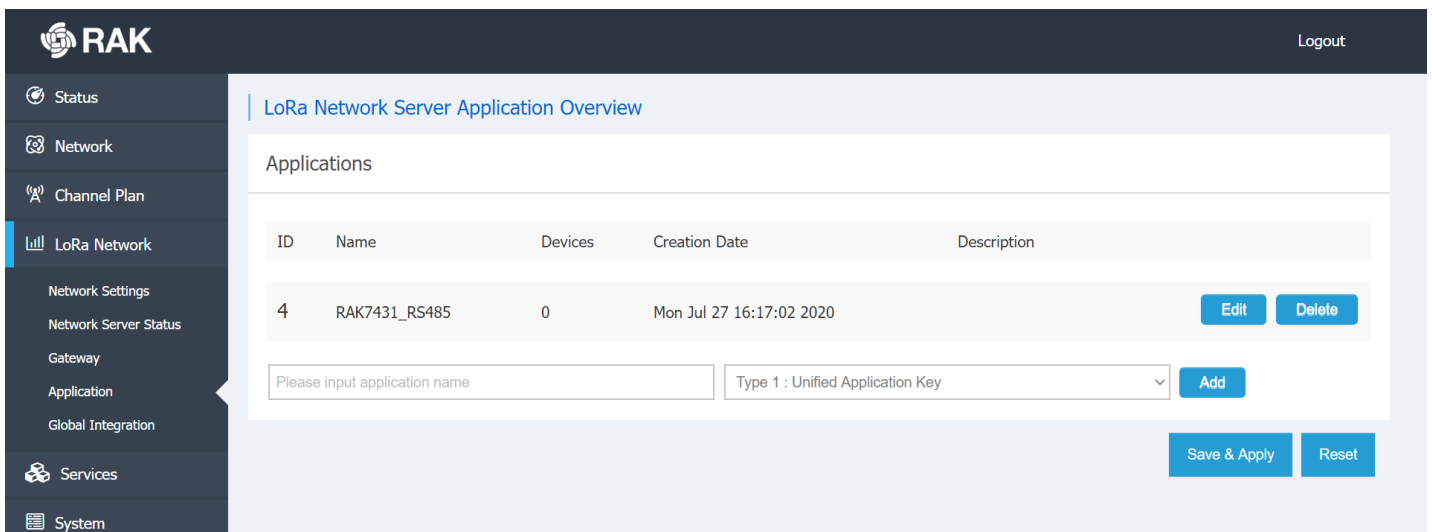 RAK
Logout
Status
Network
Channel Plan
LoRa Network
Network Settings
Network Server Status
Gateway
Application
Global Integration
Services
System
LoRa Network Server Application Overview
Applications
ID Name Devices Creation Date Description
4 RAK7431_RS485 0 Mon Jul 27 16:17:02 2020 Edit Delete
Please input application name Type 1 : Unified Application Key Add
Save & Apply Reset